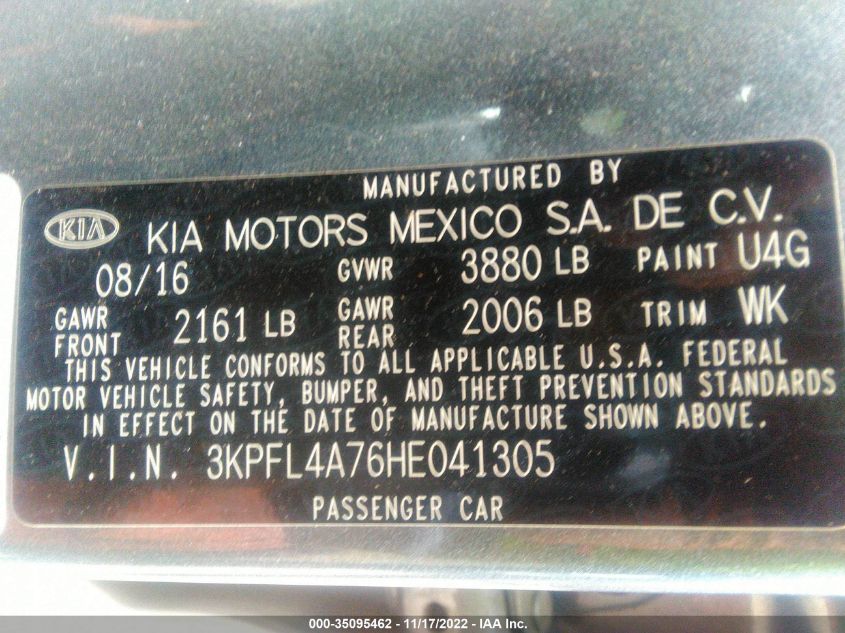 MANUFACTURED BY
KIA KIA MOTORS MEXICO S.A. DE C.V.
08/16 GVWR 3880 LB PAINT U4G
GAWR FRONT 2161 LB GAWR REAR 2006 LB TRIM WK
THIS VEHICLE CONFORMS TO ALL APPLICABLE U.S.A. FEDERAL
MOTOR VEHICLE SAFETY, BUMPER, AND THEFT PREVENTION STANDARDS
IN EFFECT ON THE DATE OF MANUFACTURE SHOWN ABOVE.
V.I.N. 3KPFL4A76HE041305
PASSENGER CAR
000-35095462 - 11/17/2022 - IAA Inc.